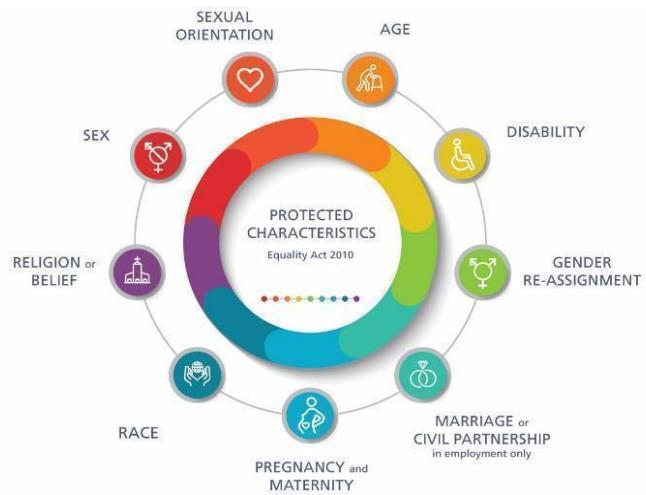 SEXUAL
ORIENTATION
AGE
SEX
DISABILITY
PROTECTED
CHARACTERISTICS
Equality Act 2010
RELIGION or
BELIEF
GENDER
RE-ASSIGNMENT
RACE
MARRIAGE or
CIVIL PARTNERSHIP
in employment only
PREGNANCY and
MATERNITY